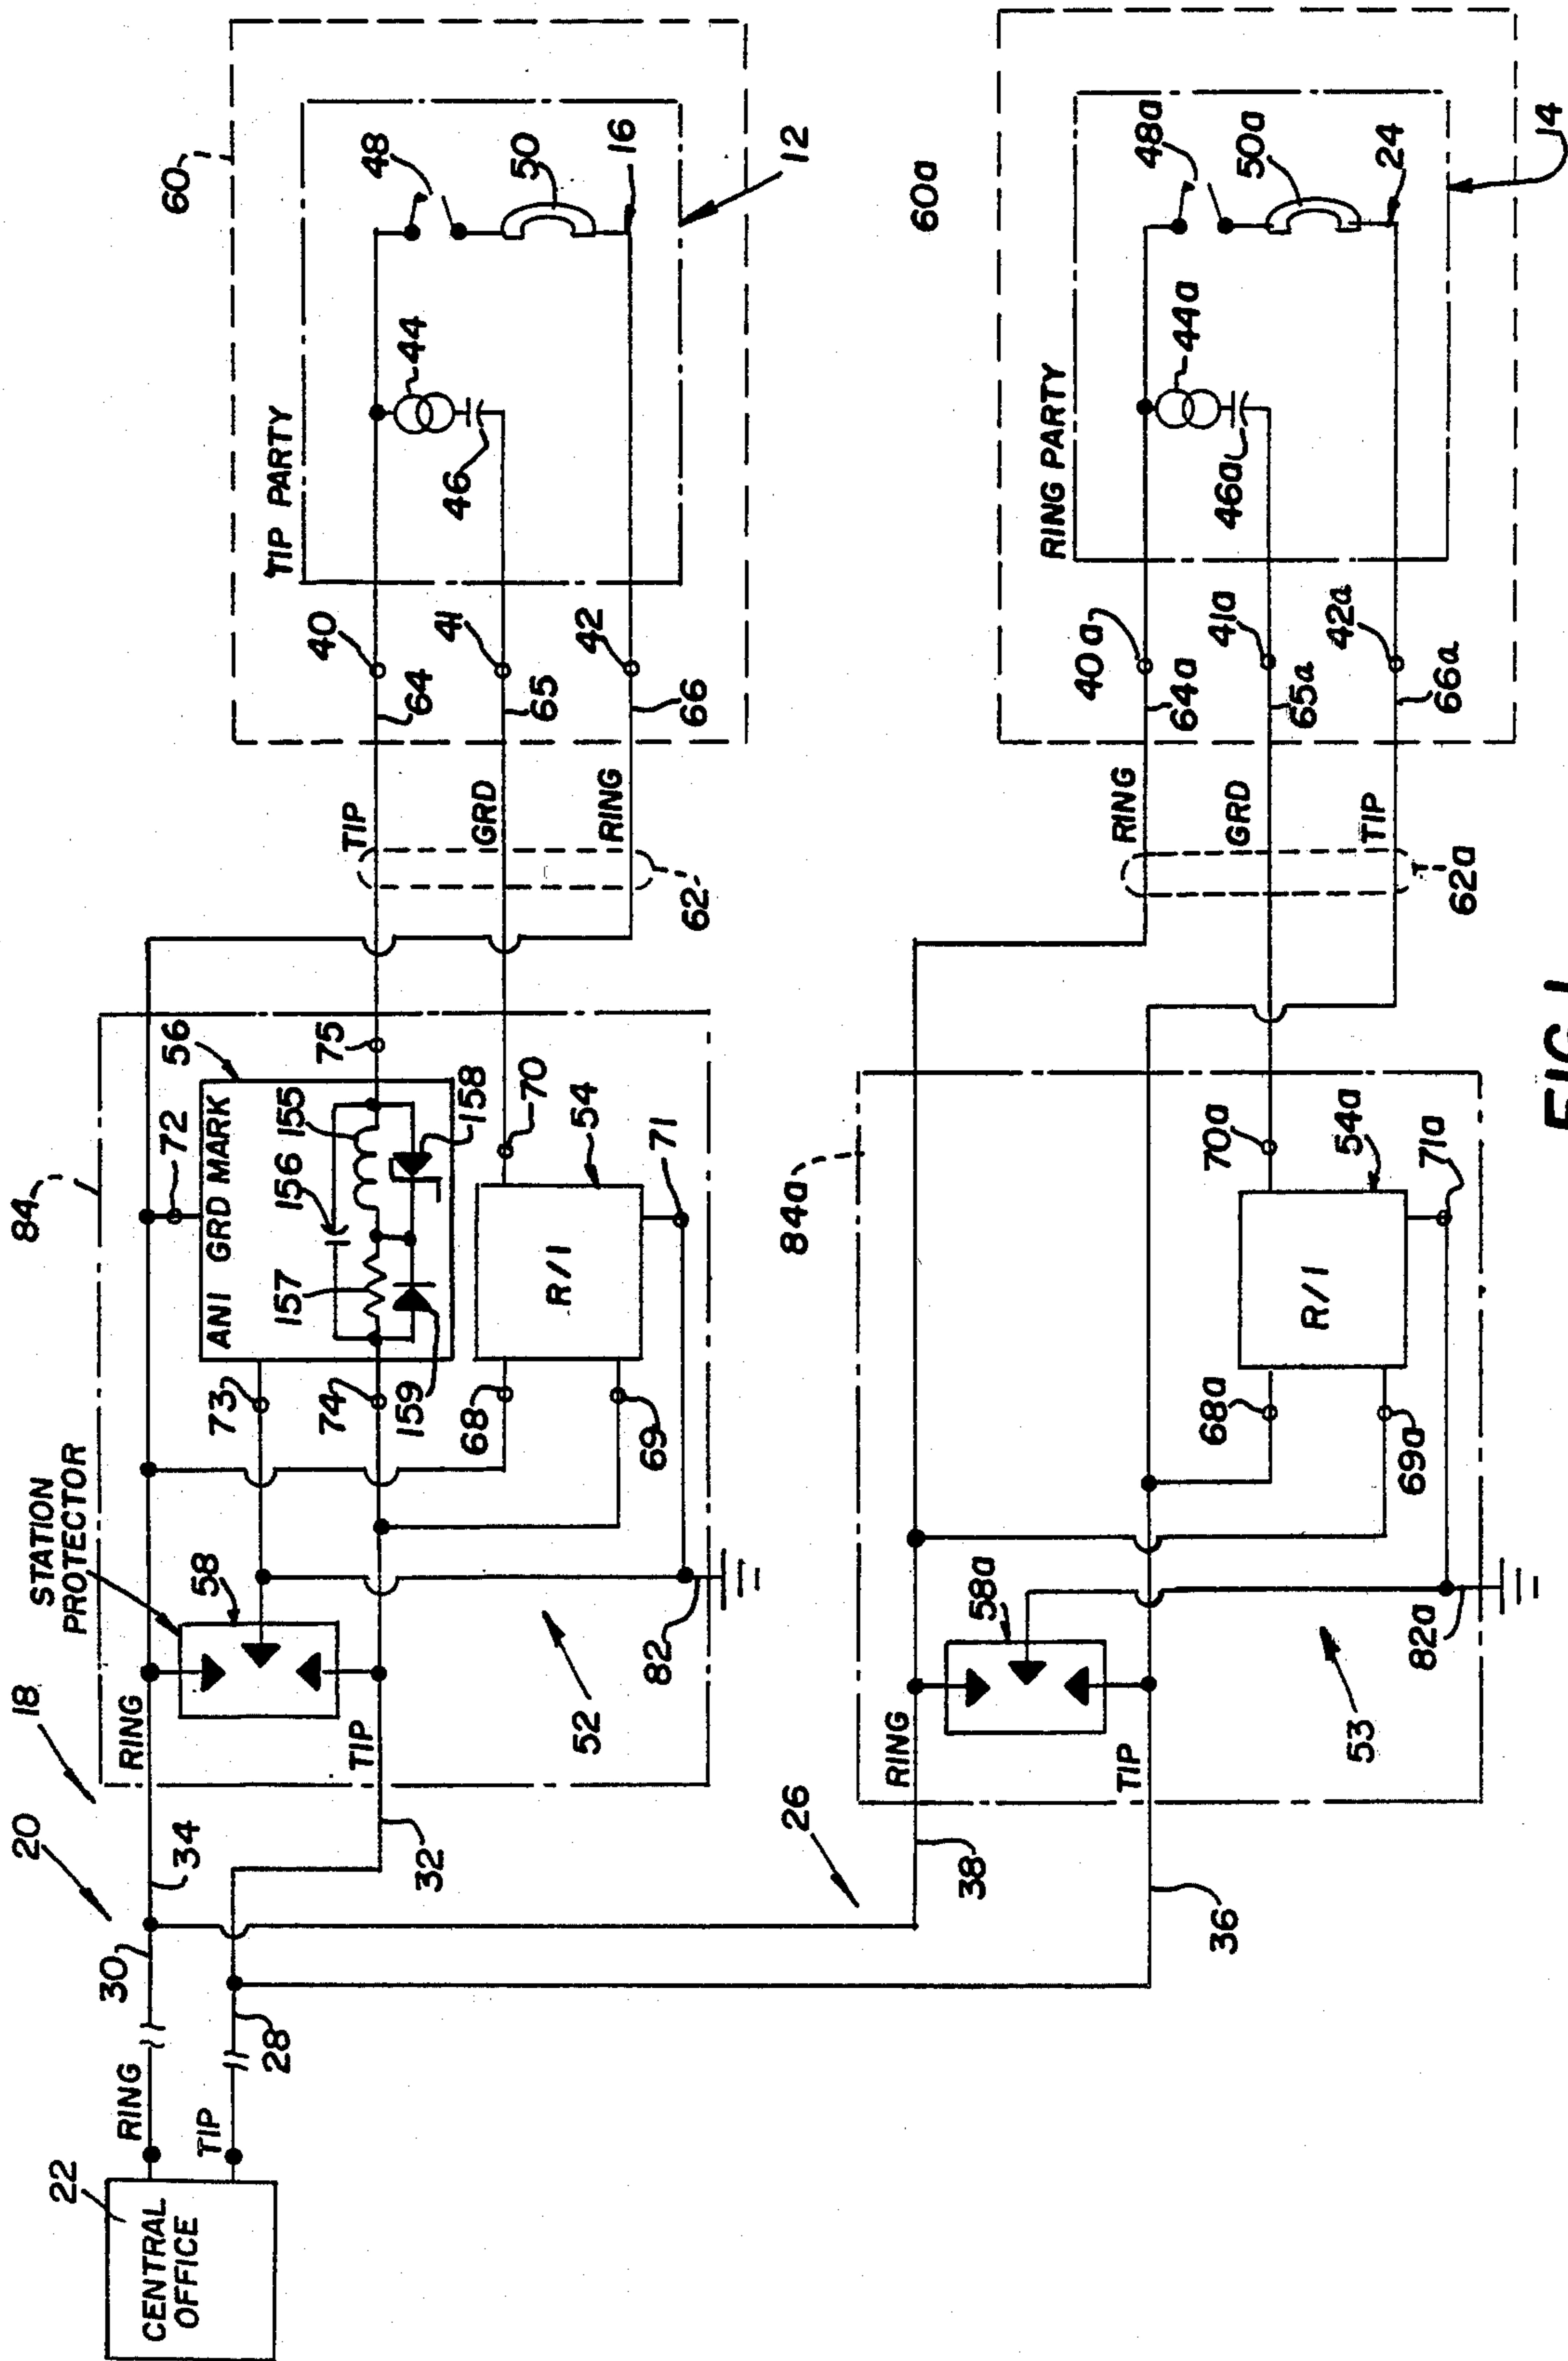 22
CENTRAL
OFFICE
RING
TIP
30
28
20
18
34
32
26
38
36
84
STATION
PROTECTOR
RING
TIP
58
52
82
72
56
ANI GRD MARK
73
74
75
157
156
155
158
159
68
69
R/I
70
54
71
TIP
GRD
RING
62
60
TIP PARTY
40
64
41
65
42
66
44
46
48
50
16
12
84a
RING
TIP
58a
53
82a
68a
69a
R/I
70a
54a
71a
RING
GRD
TIP
62a
60a
RING PARTY
40a
64a
41a
65a
42a
66a
44a
46a
48a
50a
24
14
FIG. 1